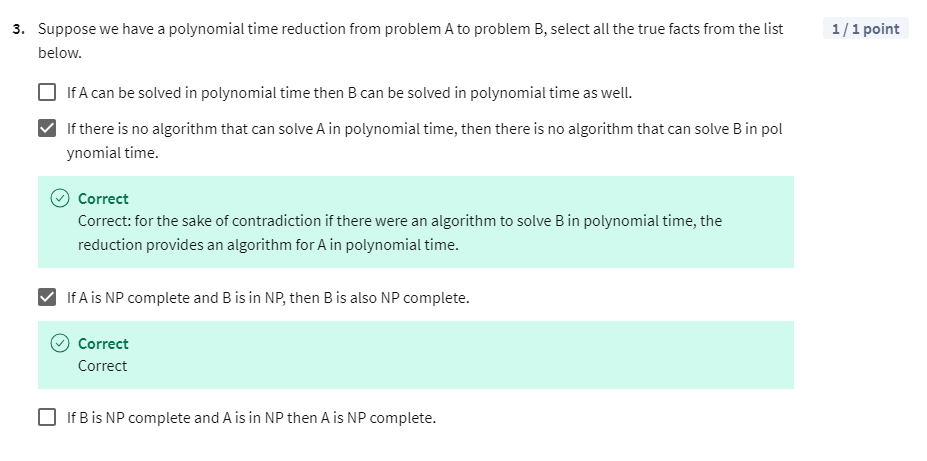 3. Suppose we have a polynomial time reduction from problem A to problem B, select all the true facts from the list
1 / 1 point
below.
If A can be solved in polynomial time then B can be solved in polynomial time as well.
If there is no algorithm that can solve A in polynomial time, then there is no algorithm that can solve B in pol
ynomial time.
Correct
Correct: for the sake of contradiction if there were an algorithm to solve B in polynomial time, the
reduction provides an algorithm for A in polynomial time.
If A is NP complete and B is in NP, then B is also NP complete.
Correct
Correct
If B is NP complete and A is in NP then A is NP complete.